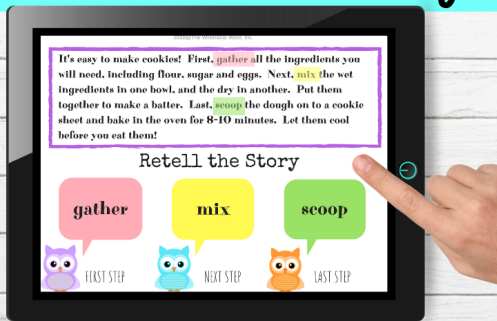 It's easy to make cookies!  First, gather all the ingredients you
will need, including flour, sugar and eggs.  Next, mix the wet
ingredients in one bowl, and the dry in another.  Put them
together to make a batter.  Last, scoop the dough on to a cookie
sheet and bake in the oven for 8-10 minutes.  Let them cool
before you eat them!
Retell the Story
gather mix scoop
FIRST STEP NEXT STEP LAST STEP